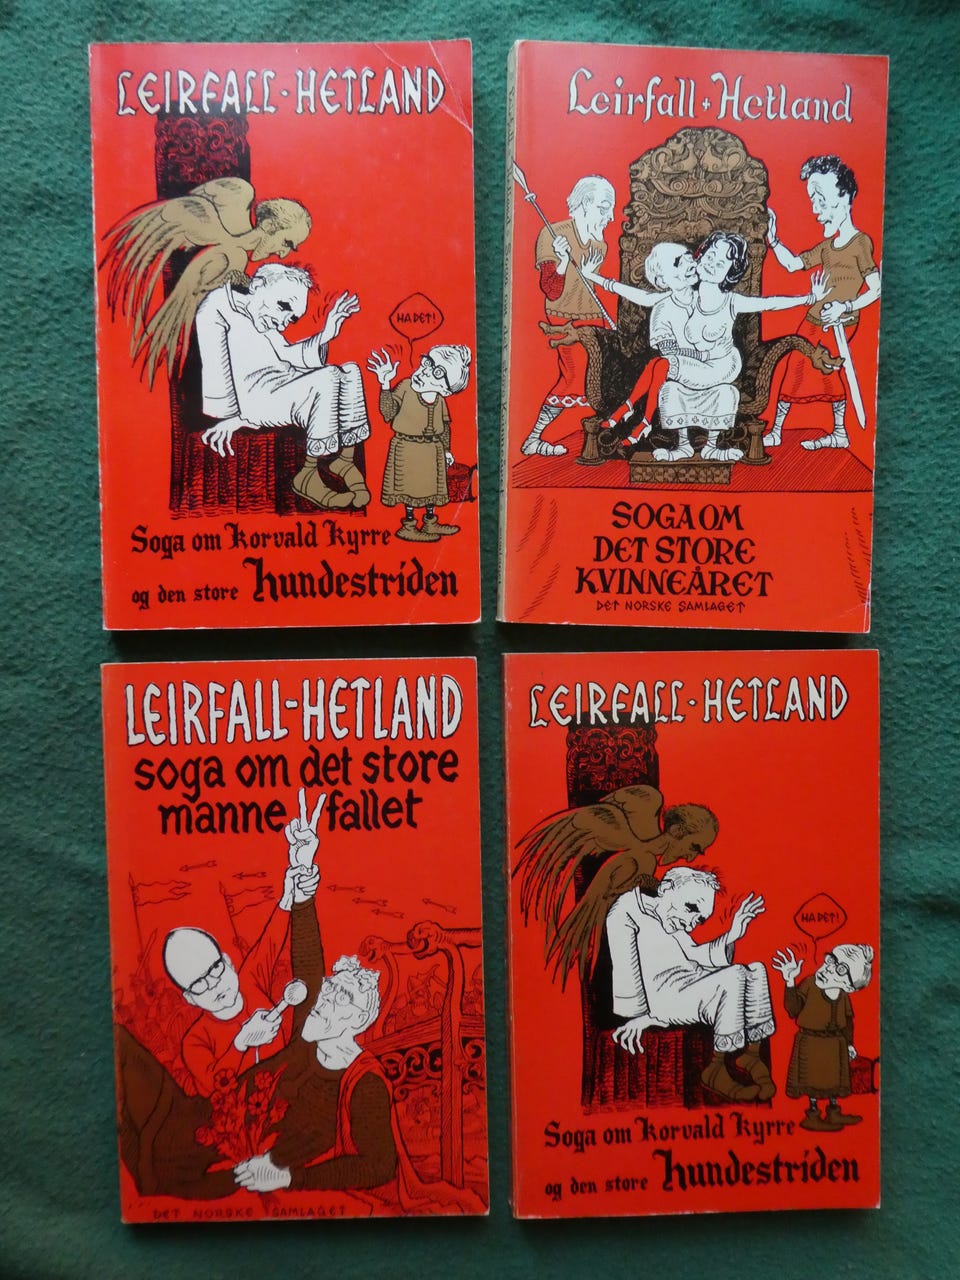 LEIRFALL·HETLAND
HA DET!
Soga om Korvald Kyrre
og den store hundestriden
Leirfall + Hetland
SOGA OM
DET STORE
KVINNEÅRET
DET NORSKE SAMLAGET
LEIRFALL-HETLAND
soga om det store
mannefallet
DET NORSKE SAMLAGET
LEIRFALL·HETLAND
HA DET!
Soga om Korvald Kyrre
og den store hundestriden